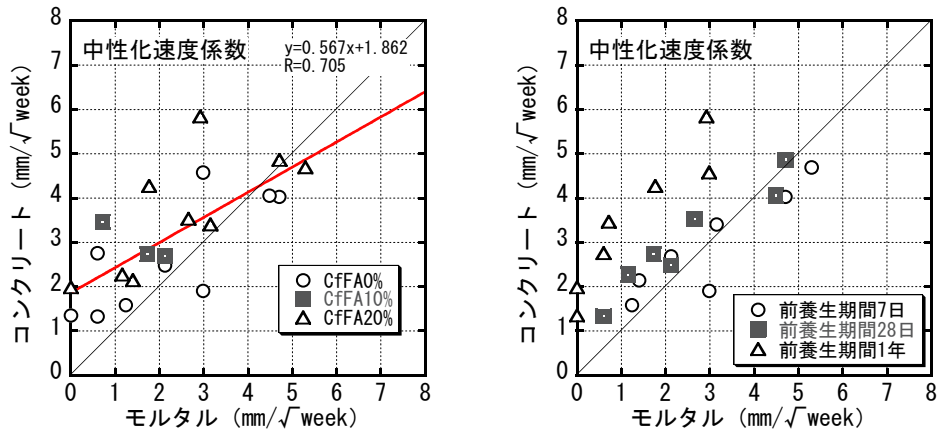 中性化速度係数
y=0.567x+1.862
R=0.705
8
7
6
5
4
3
2
1
0
コンクリート (mm/√week)
CfFA0%
CfFA10%
CfFA20%
0 1 2 3 4 5 6 7 8
モルタル (mm/√week)
中性化速度係数
8
7
6
5
4
3
2
1
0
コンクリート (mm/√week)
前養生期間7日
前養生期間28日
前養生期間1年
0 1 2 3 4 5 6 7 8
モルタル (mm/√week)